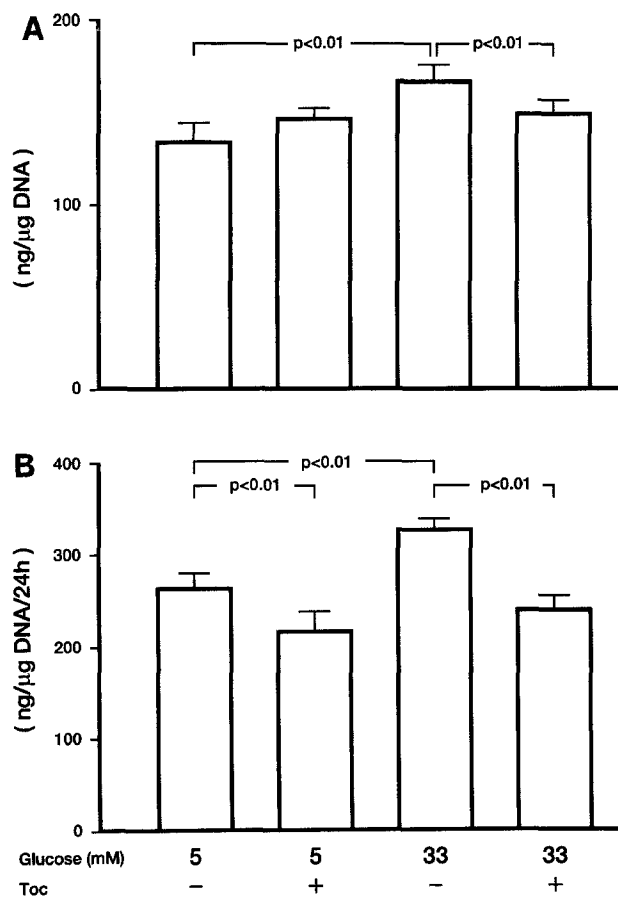 A
200
p<0.01 p<0.01
100
( ng/μg DNA )
0
B
400
p<0.01
p<0.01 p<0.01
300
200
( ng/μg DNA/24h )
100
0
Glucose (mM) 5 5 33 33
Toc − + − +